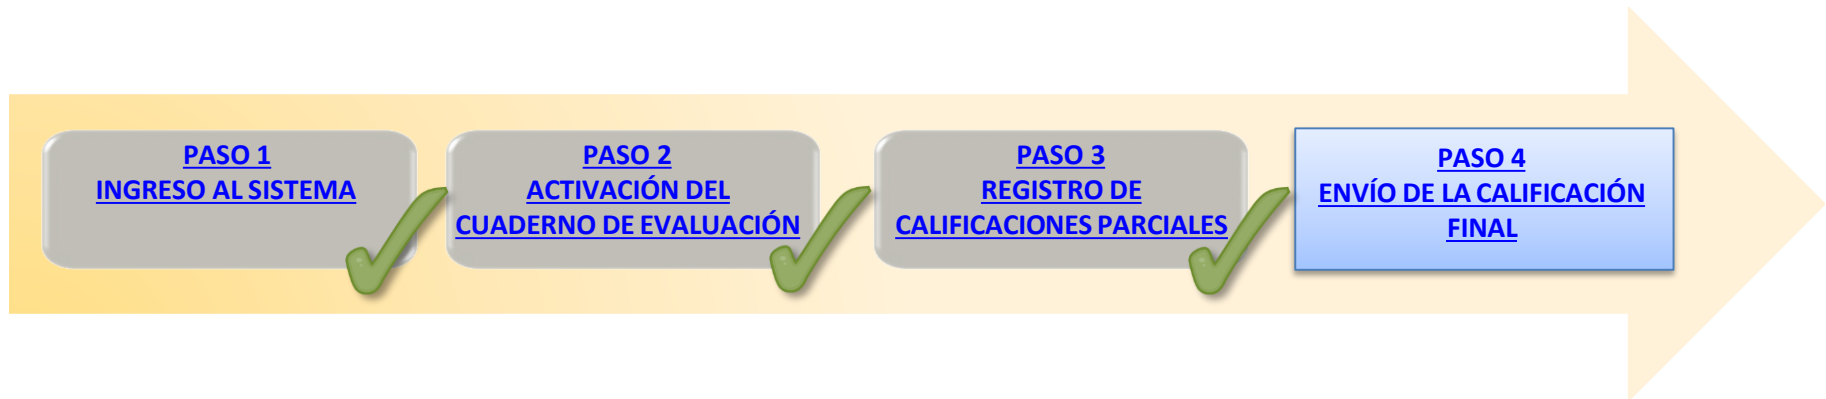 PASO 1
INGRESO AL SISTEMA
PASO 2
ACTIVACIÓN DEL
CUADERNO DE EVALUACIÓN
PASO 3
REGISTRO DE
CALIFICACIONES PARCIALES
PASO 4
ENVÍO DE LA CALIFICACIÓN
FINAL